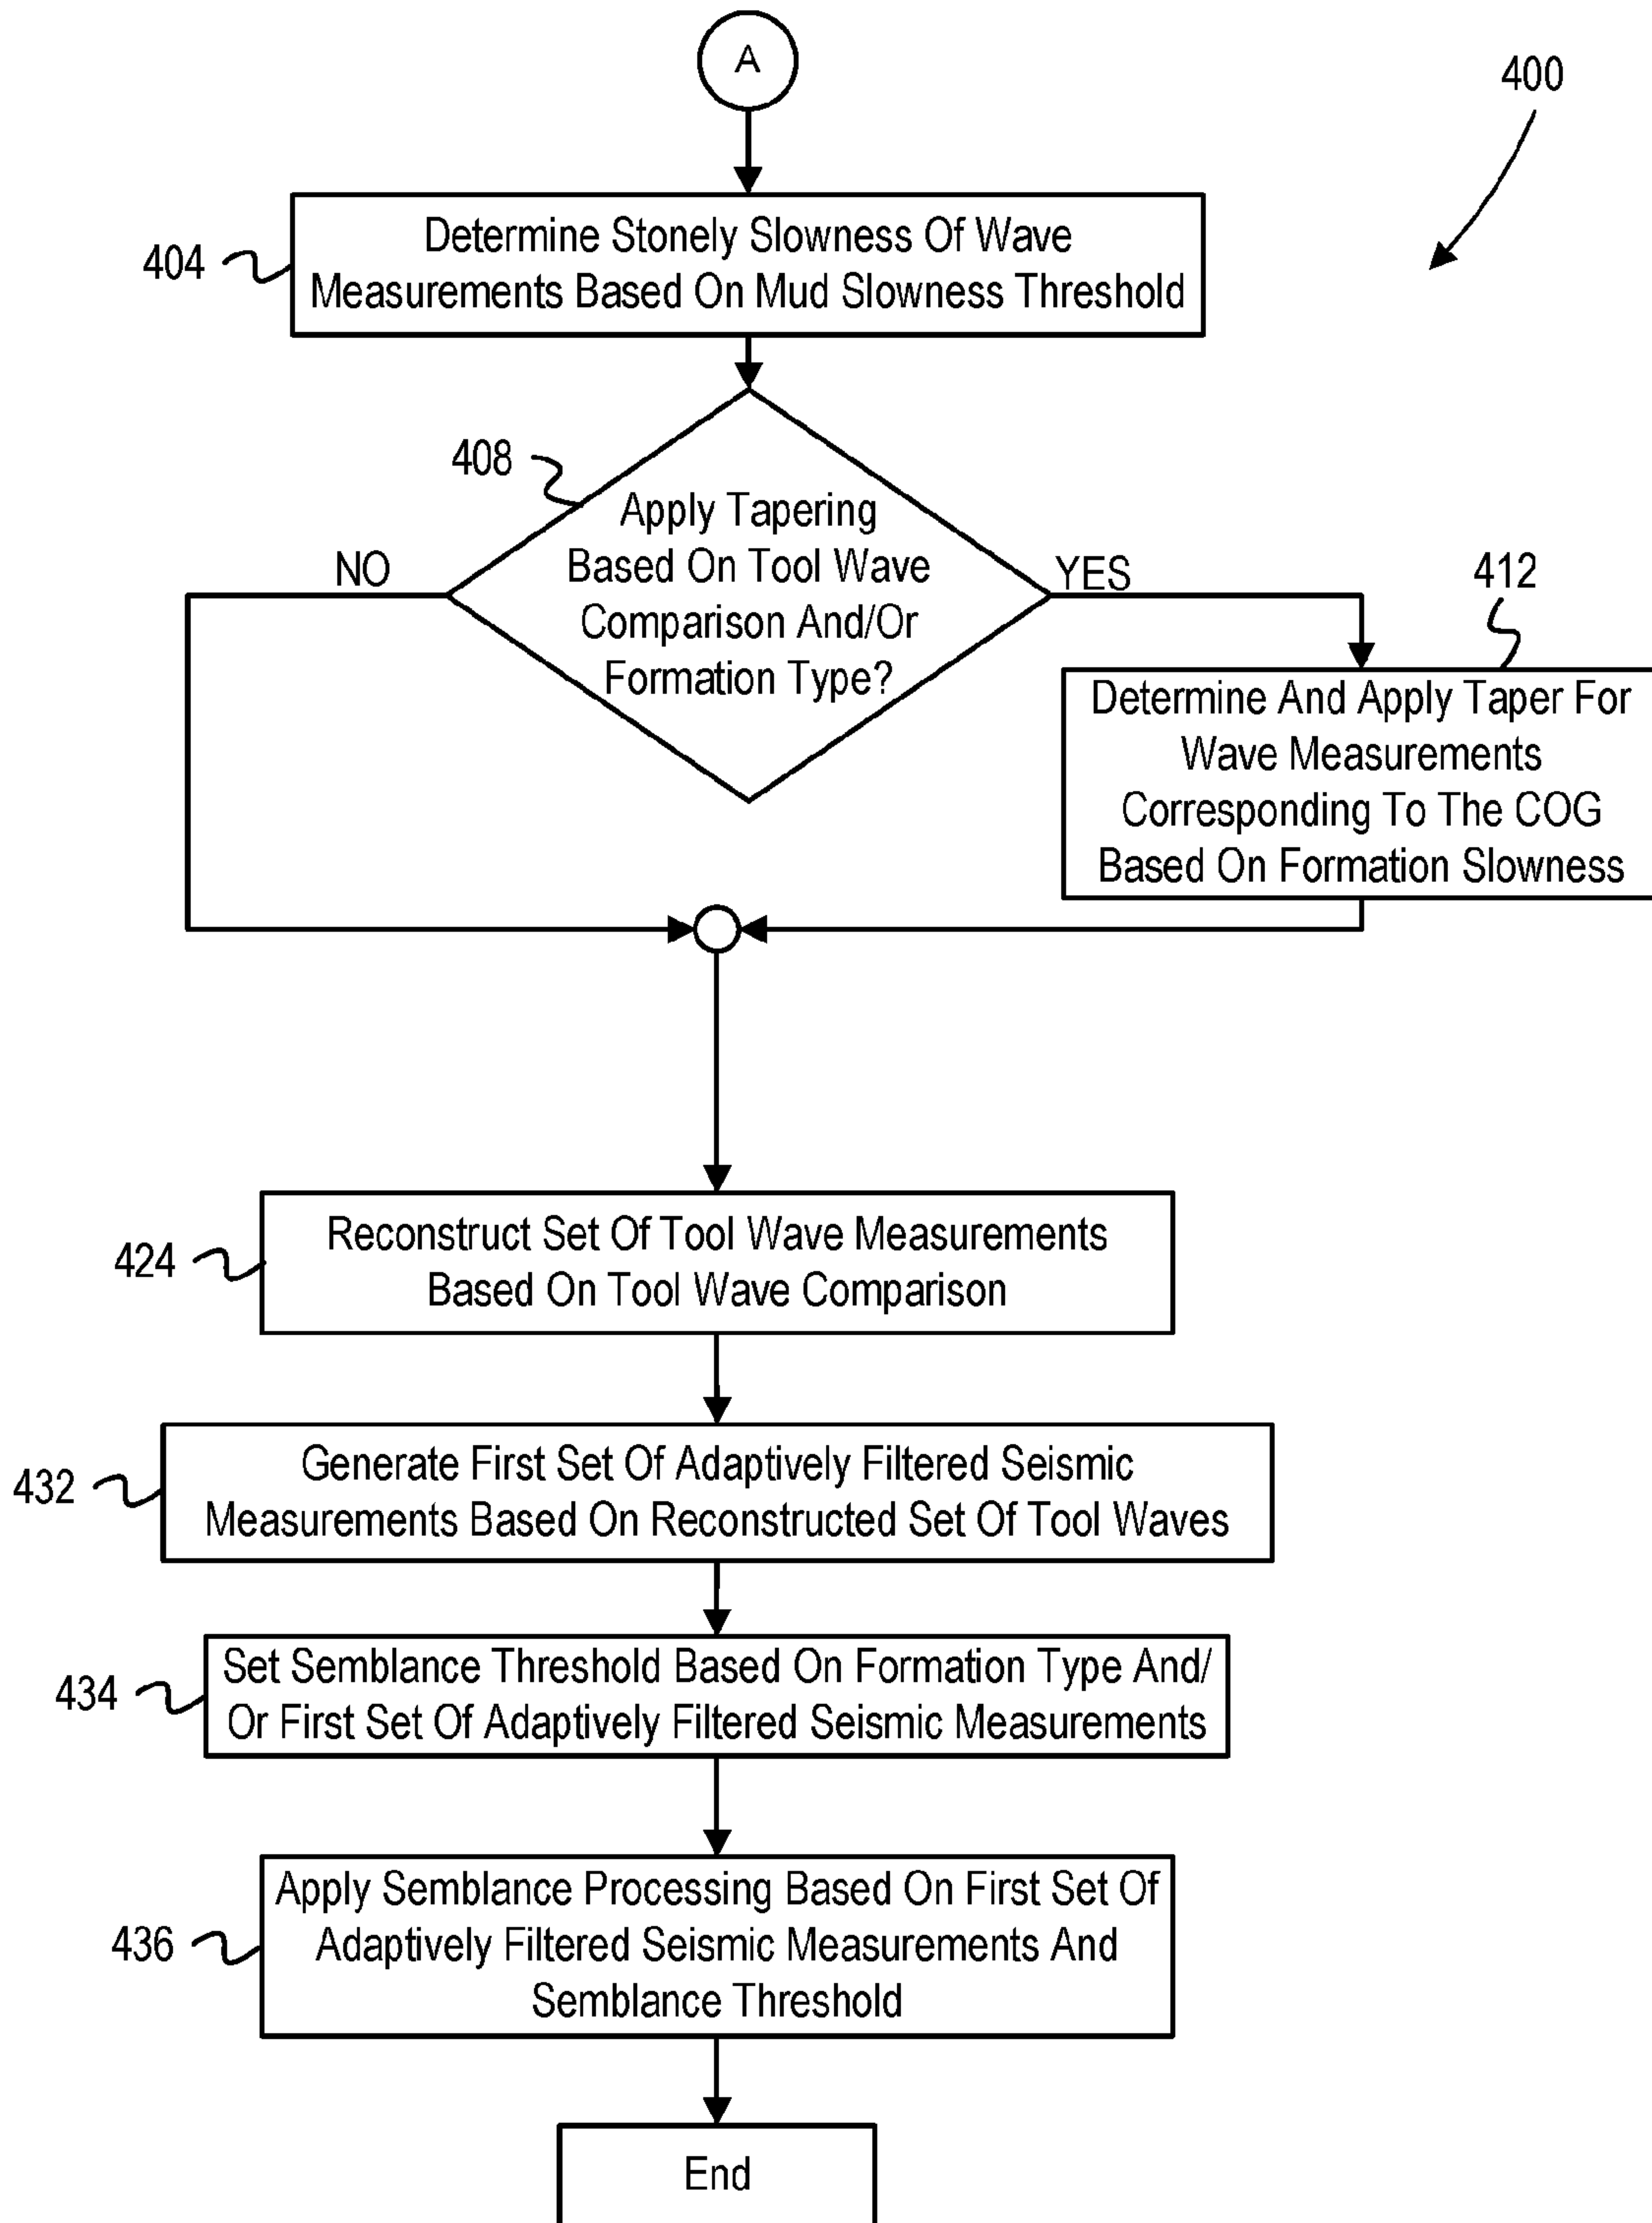 A
400
404
Determine Stonely Slowness Of Wave
Measurements Based On Mud Slowness Threshold
408
Apply Tapering
Based On Tool Wave
Comparison And/Or
Formation Type?
NO
YES
412
Determine And Apply Taper For
Wave Measurements
Corresponding To The COG
Based On Formation Slowness
424
Reconstruct Set Of Tool Wave Measurements
Based On Tool Wave Comparison
432
Generate First Set Of Adaptively Filtered Seismic
Measurements Based On Reconstructed Set Of Tool Waves
434
Set Semblance Threshold Based On Formation Type And/
Or First Set Of Adaptively Filtered Seismic Measurements
436
Apply Semblance Processing Based On First Set Of
Adaptively Filtered Seismic Measurements And
Semblance Threshold
End